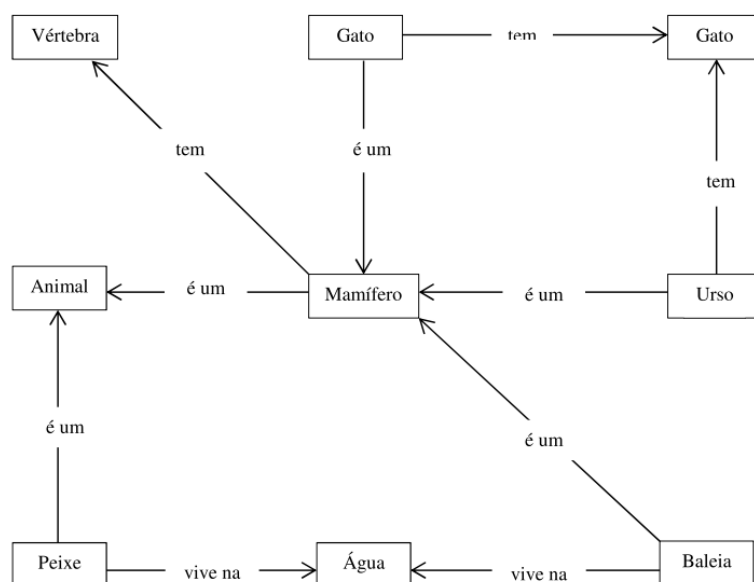 Vértebra
Gato
tem
Gato
tem
é um
tem
Animal
é um
Mamífero
é um
Urso
é um
é um
Peixe
vive na
Água
vive na
Baleia